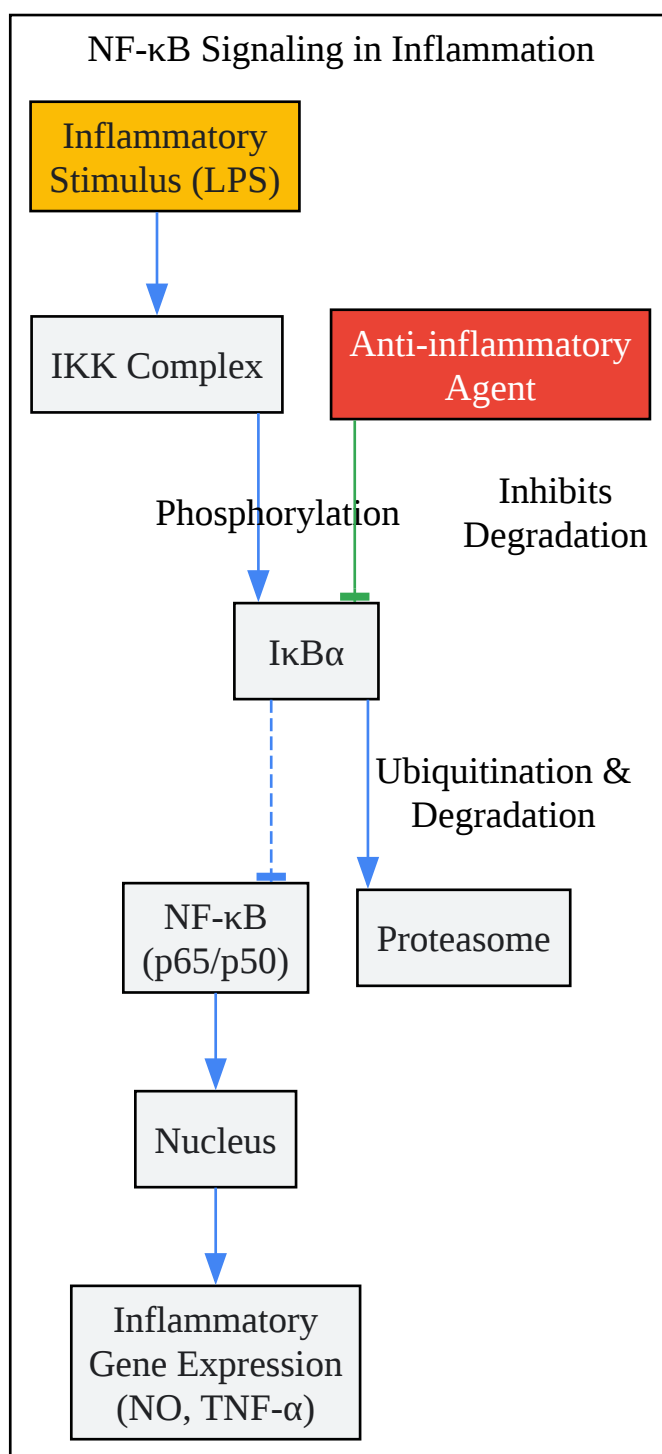 NF-κB Signaling in Inflammation
Inflammatory
Stimulus (LPS)
IKK Complex
Anti-inflammatory
Agent
Phosphorylation
Inhibits
Degradation
IκBα
Ubiquitination &
Degradation
NF-κB
(p65/p50)
Proteasome
Nucleus
Inflammatory
Gene Expression
(NO, TNF-α)